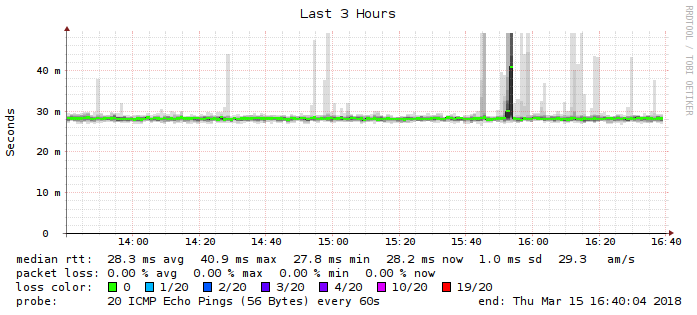 Last 3 Hours
RRDTOOL / TOBI OETIKER
Seconds
40 m
30 m
20 m
10 m
0
14:00 14:20 14:40 15:00 15:20 15:40 16:00 16:20 16:40
median rtt: 28.3 ms avg 40.9 ms max 27.8 ms min 28.2 ms now 1.0 ms sd 29.3 am/s
packet loss: 0.00 % avg 0.00 % max 0.00 % min 0.00 % now
loss color: 0 1/20 2/20 3/20 4/20 10/20 19/20
probe: 20 ICMP Echo Pings (56 Bytes) every 60s end: Thu Mar 15 16:40:04 2018